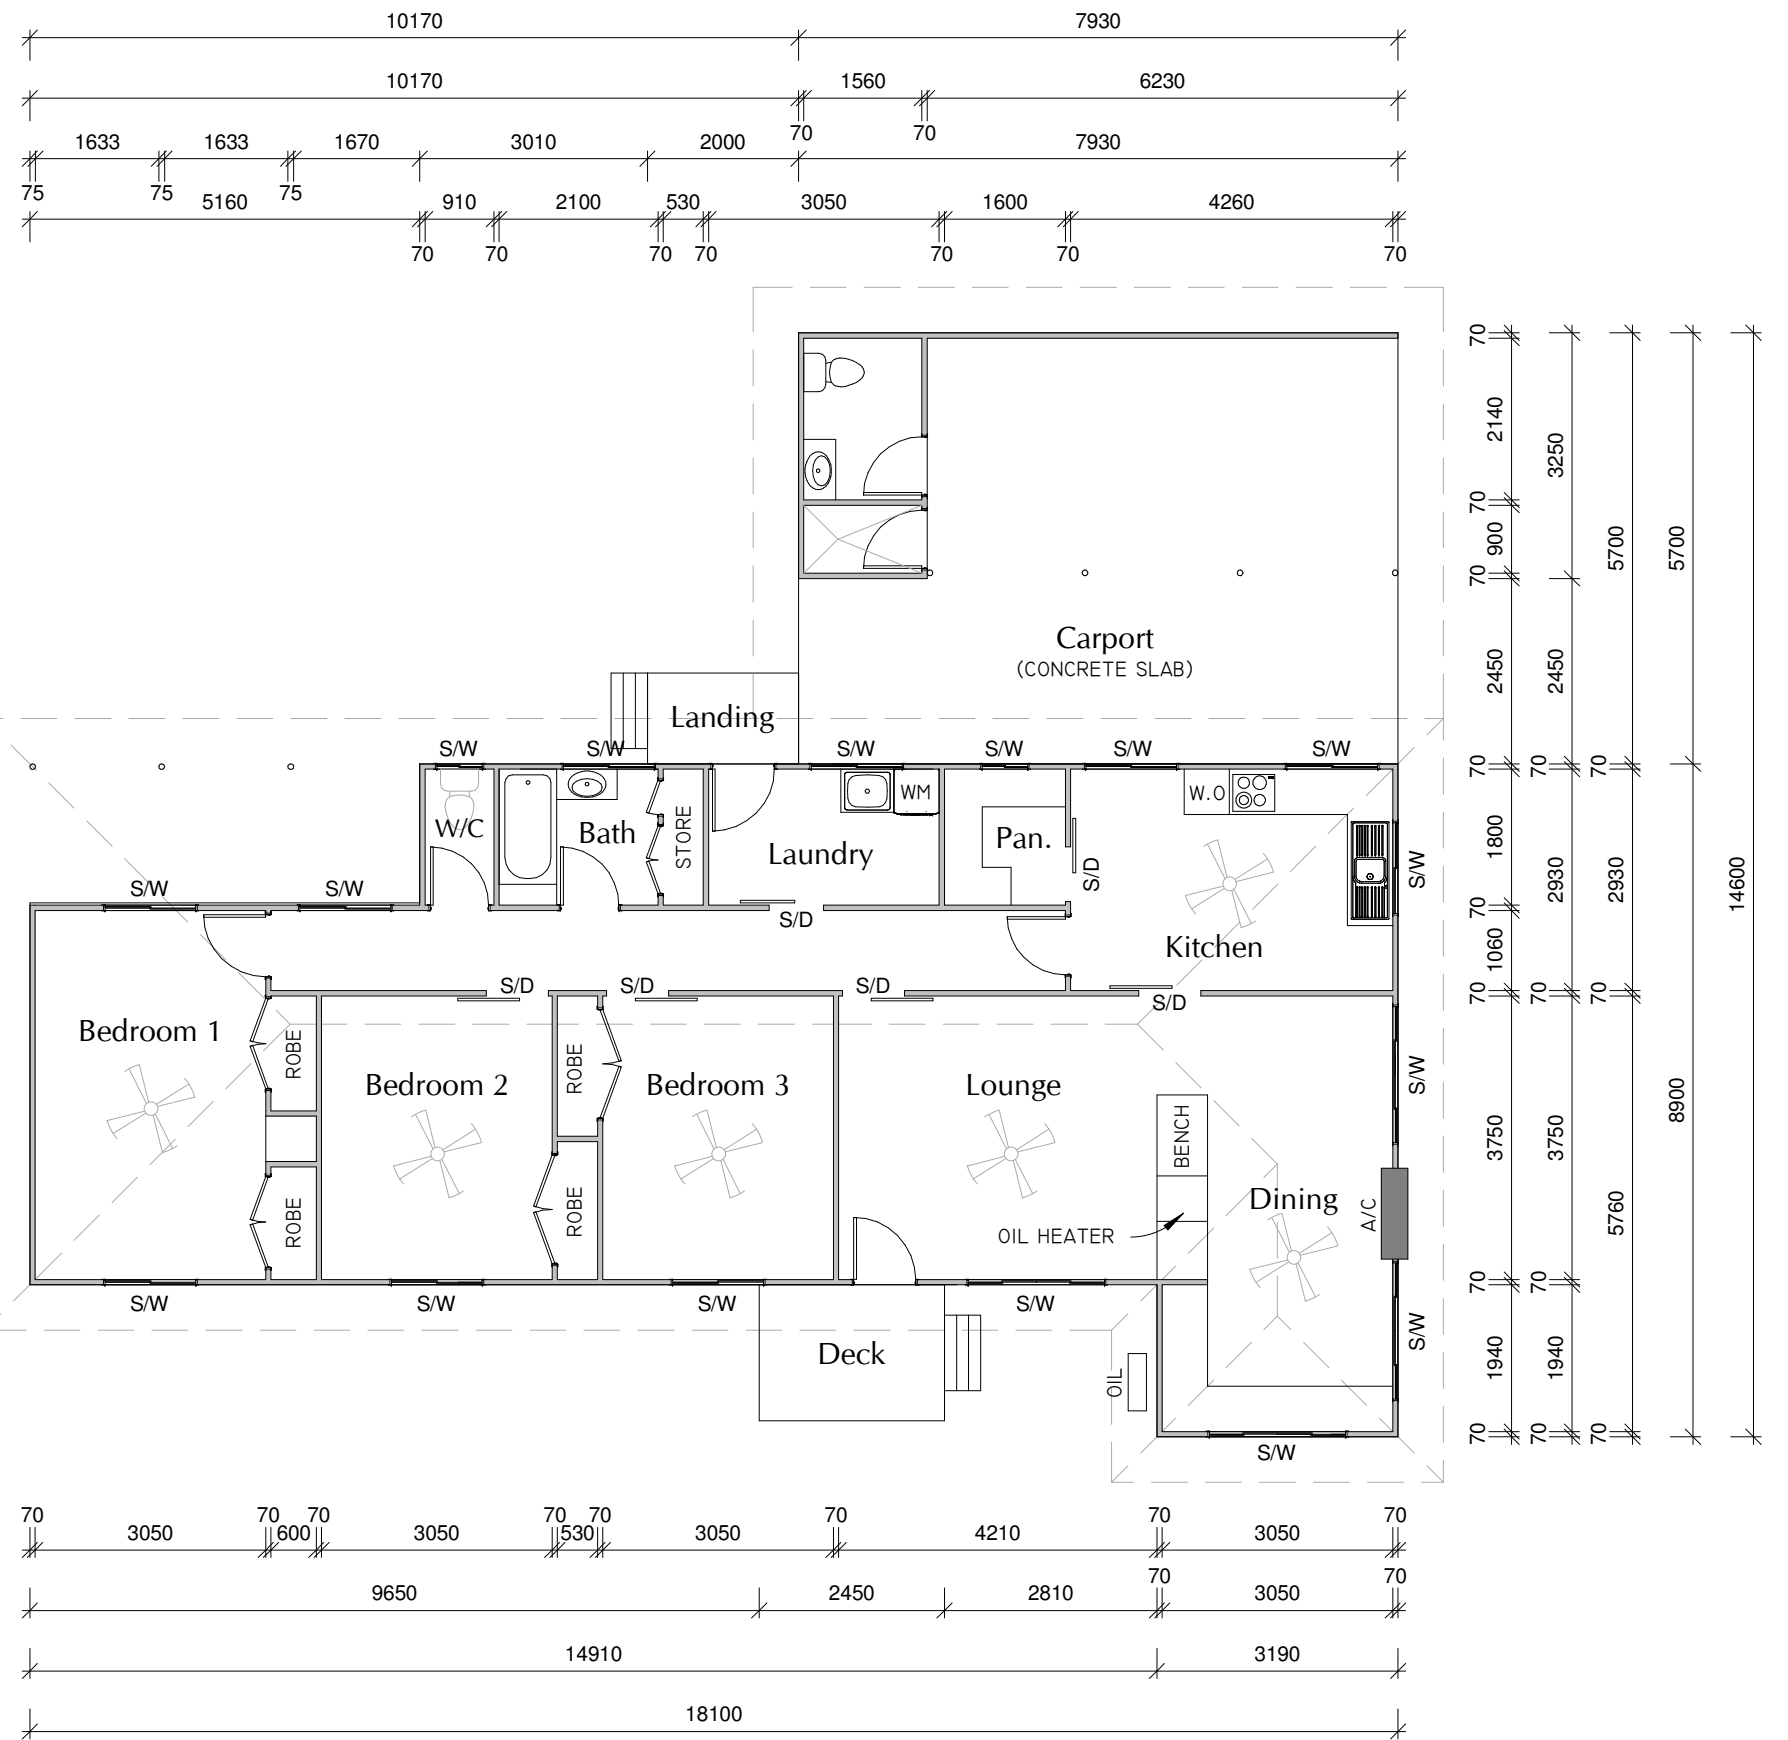 10170 7930
10170 1560 6230
70 70
1633 1633 1670 3010 2000 7930
75 75 75
5160 910 2100 530 3050 1600 4260
70 70 70 70 70 70 70
70 2140 70 900 70 2450 70 1800 70 1060 70 3750 70 1940 70
3250 2450 70 2930 70 3750 70 1940 70
5700 70 2930 70 5760 70
5700 8900
14600
Carport
(CONCRETE SLAB)
Landing
S/W S/W S/W S/W S/W S/W
W.O WM
W/C Bath STORE Laundry Pan. S/D S/W
S/W S/W
S/D
Kitchen
S/D S/D S/D S/D
Bedroom 1 ROBE Bedroom 2 ROBE Bedroom 3 Lounge S/W
BENCH
ROBE ROBE Dining A/C
OIL HEATER
S/W S/W S/W S/W S/W
Deck
OIL
S/W
70 70 70 70 70 70 70 70
3050 600 3050 530 3050 4210 3050
70 70
9650 2450 2810 3050
14910 3190
18100